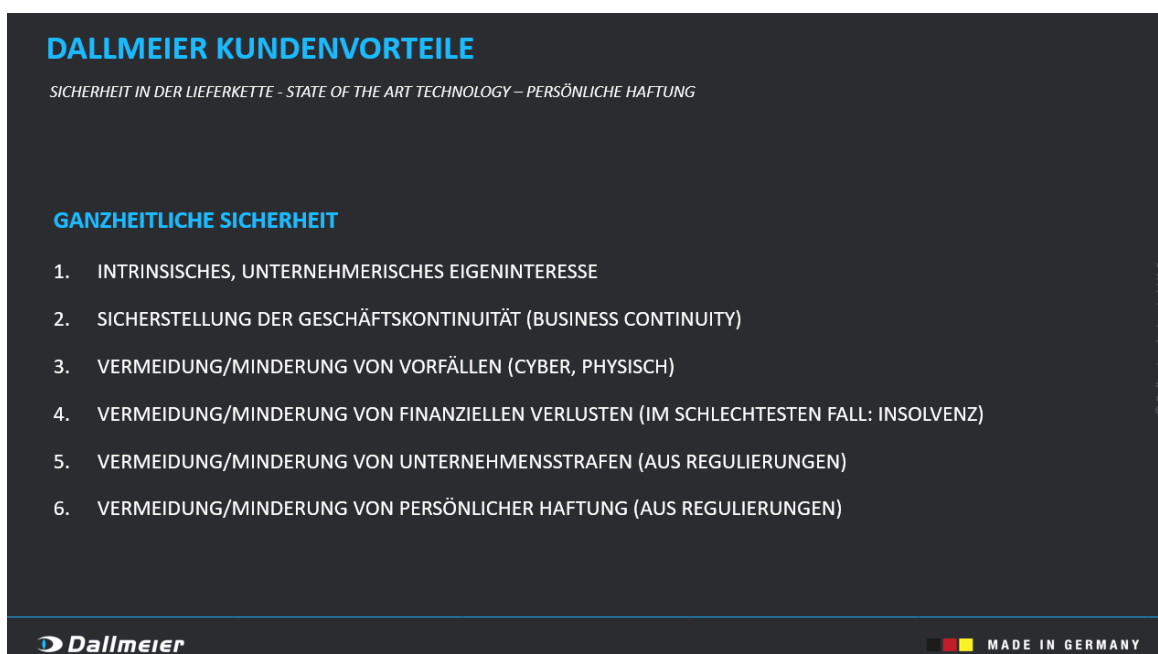 DALLMEIER KUNDENVORTEILE
SICHERHEIT IN DER LIEFERKETTE - STATE OF THE ART TECHNOLOGY – PERSÖNLICHE HAFTUNG
GANZHEITLICHE SICHERHEIT
1. INTRINSISCHES, UNTERNEHMERISCHES EIGENINTERESSE
2. SICHERSTELLUNG DER GESCHÄFTSKONTINUITÄT (BUSINESS CONTINUITY)
3. VERMEIDUNG/MINDERUNG VON VORFÄLLEN (CYBER, PHYSISCH)
4. VERMEIDUNG/MINDERUNG VON FINANZIELLEN VERLUSTEN (IM SCHLECHTESTEN FALL: INSOLVENZ)
5. VERMEIDUNG/MINDERUNG VON UNTERNEHMENSSTRAFEN (AUS REGULIERUNGEN)
6. VERMEIDUNG/MINDERUNG VON PERSÖNLICHER HAFTUNG (AUS REGULIERUNGEN)
Dallmeier
MADE IN GERMANY